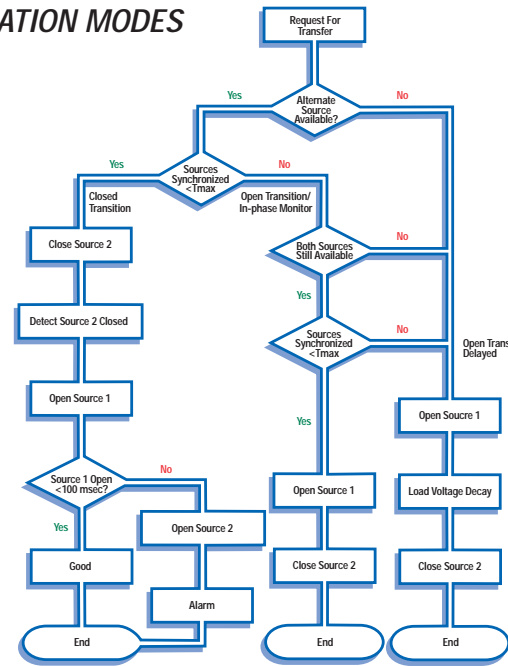 ATION MODES
Request For
Transfer
Alternate
Source
Available?
Yes
No
Sources
Synchronized
<Tmax
Yes
No
Closed
Transition
Open Transition/
In-phase Monitor
Close Source 2
Both Sources
Still Available
No
Yes
Detect Source 2 Closed
Sources
Synchronized
<Tmax
No
Open Trans
Delayed
Open Source 1
Yes
Open Soucre 1
Source 1 Open
<100 msec?
No
Yes
Open Source 1
Load Voltage Decay
Open Source 2
Good
Close Source 2
Close Source 2
Alarm
End
End
End